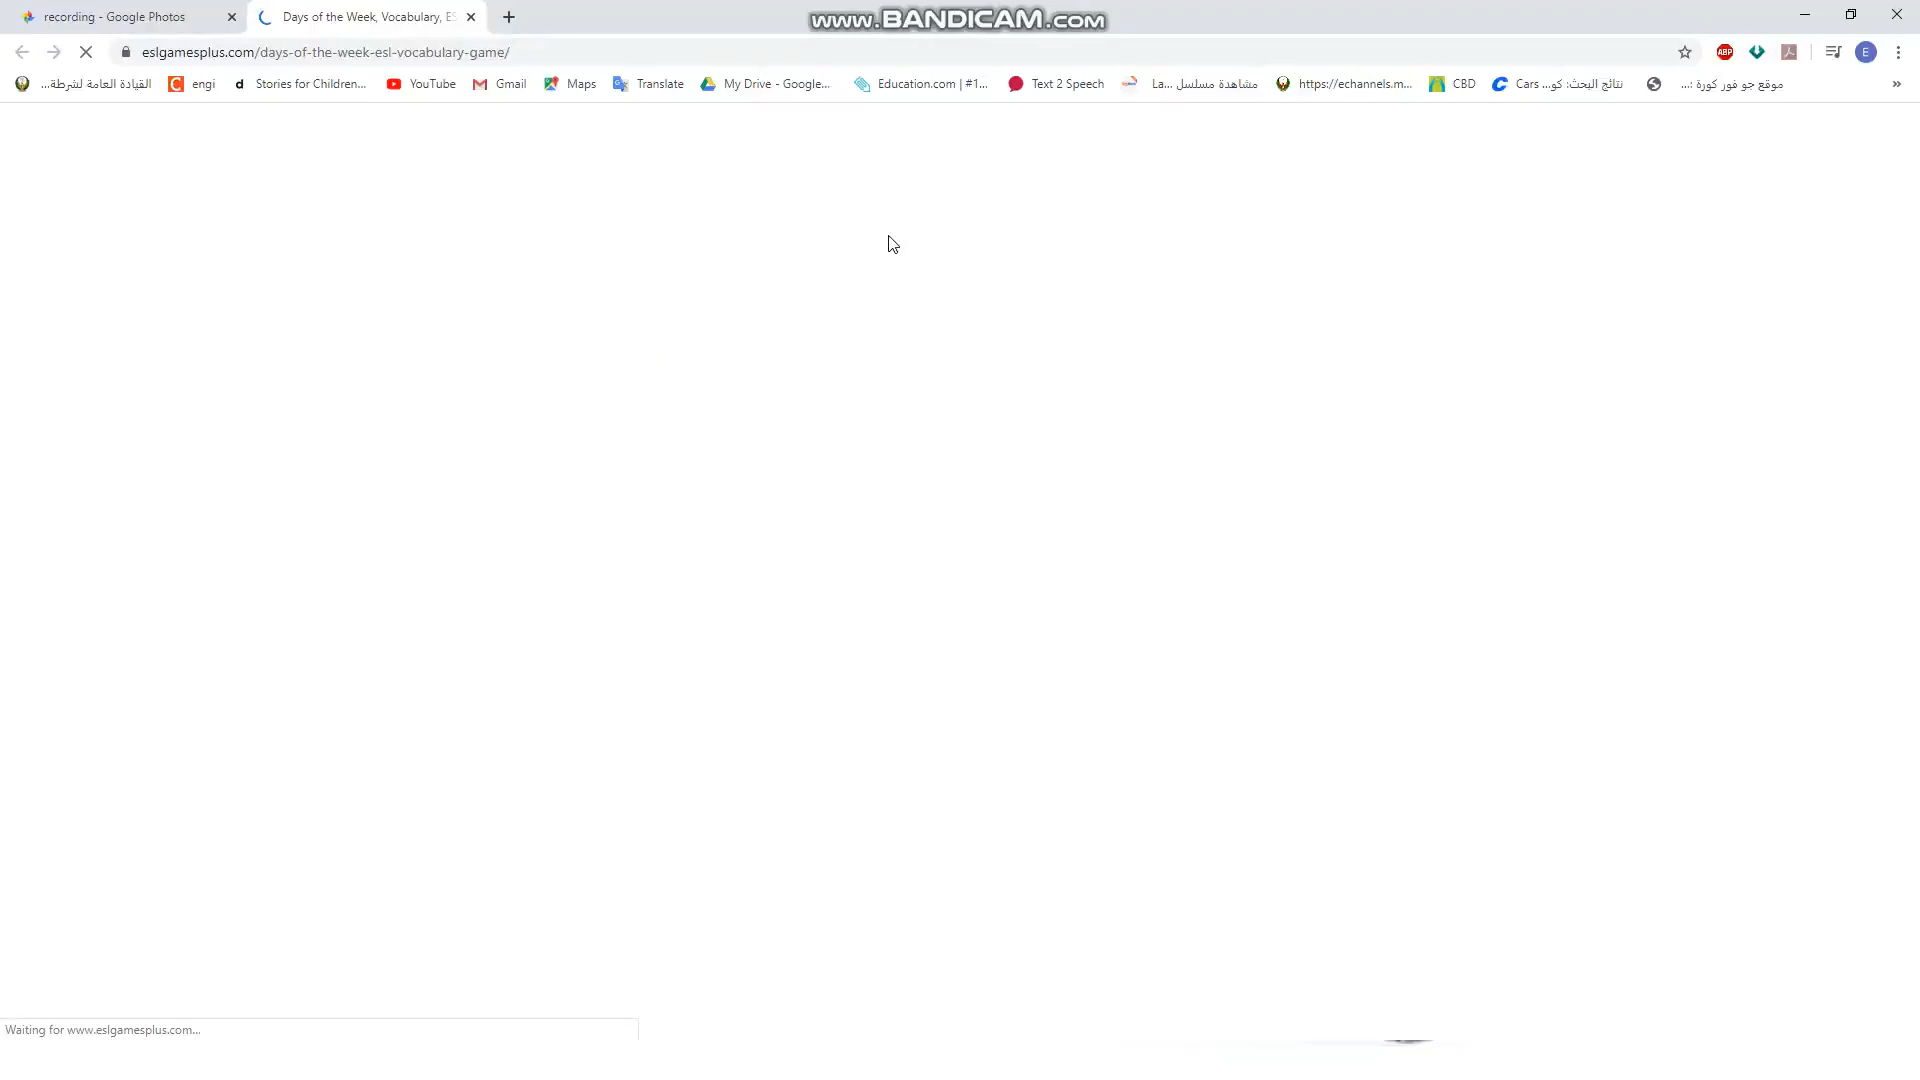 recording - Google Photos
Days of the Week, Vocabulary, ES
www.BANDICAM.com
eslgamesplus.com/days-of-the-week-esl-vocabulary-game/
ABP
E
القيادة العامة لشرطة...
engi
Stories for Children...
YouTube
Gmail
Maps
Translate
My Drive - Google...
Education.com | #1...
Text 2 Speech
مشاهدة مسلسل La...
https://echannels.m...
CBD
نتائج البحث: كو... Cars
موقع جو فور كورة :...
»
Waiting for www.eslgamesplus.com...